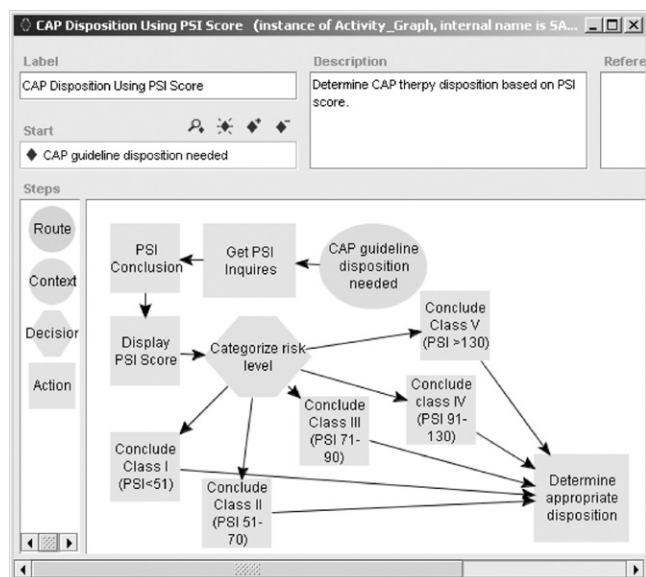 CAP Disposition Using PSI Score (instance of Activity_Graph, internal name is SA...
Label
Description
Refere
CAP Disposition Using PSI Score
Determine CAP therpy disposition based on PSI
score.
Start
CAP guideline disposition needed
Steps
Route
Context
Decision
Action
PSI
Conclusion
Get PSI
Inquires
CAP guideline
disposition
needed
Display
PSI Score
Categorize risk
level
Conclude
Class V
(PSI >130)
Conclude
class IV
(PSI 91-
130)
Conclude
Class III
(PSI 71-
90)
Conclude
Class I
(PSI<51)
Conclude
Class II
(PSI 51-
70)
Determine
appropriate
disposition